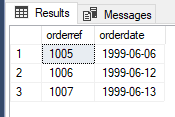 Results Messages
orderref orderdate
1 1005 1999-06-06
2 1006 1999-06-12
3 1007 1999-06-13